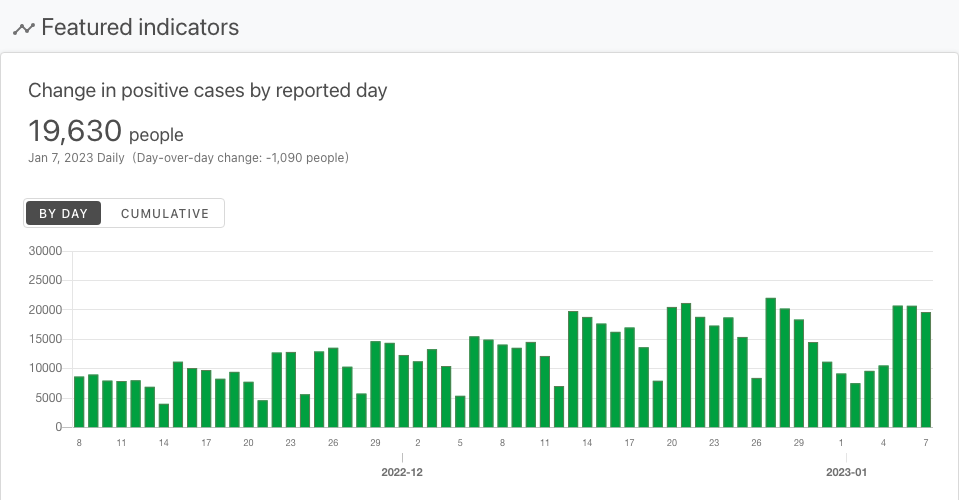 Featured indicators
Change in positive cases by reported day
19,630 people
Jan 7, 2023 Daily (Day-over-day change: -1,090 people)
BY DAY CUMULATIVE
30000
25000
20000
15000
10000
5000
0
8 11 14 17 20 23 26 29 2 5 8 11 14 17 20 23 26 29 1 4 7
2022-12 2023-01